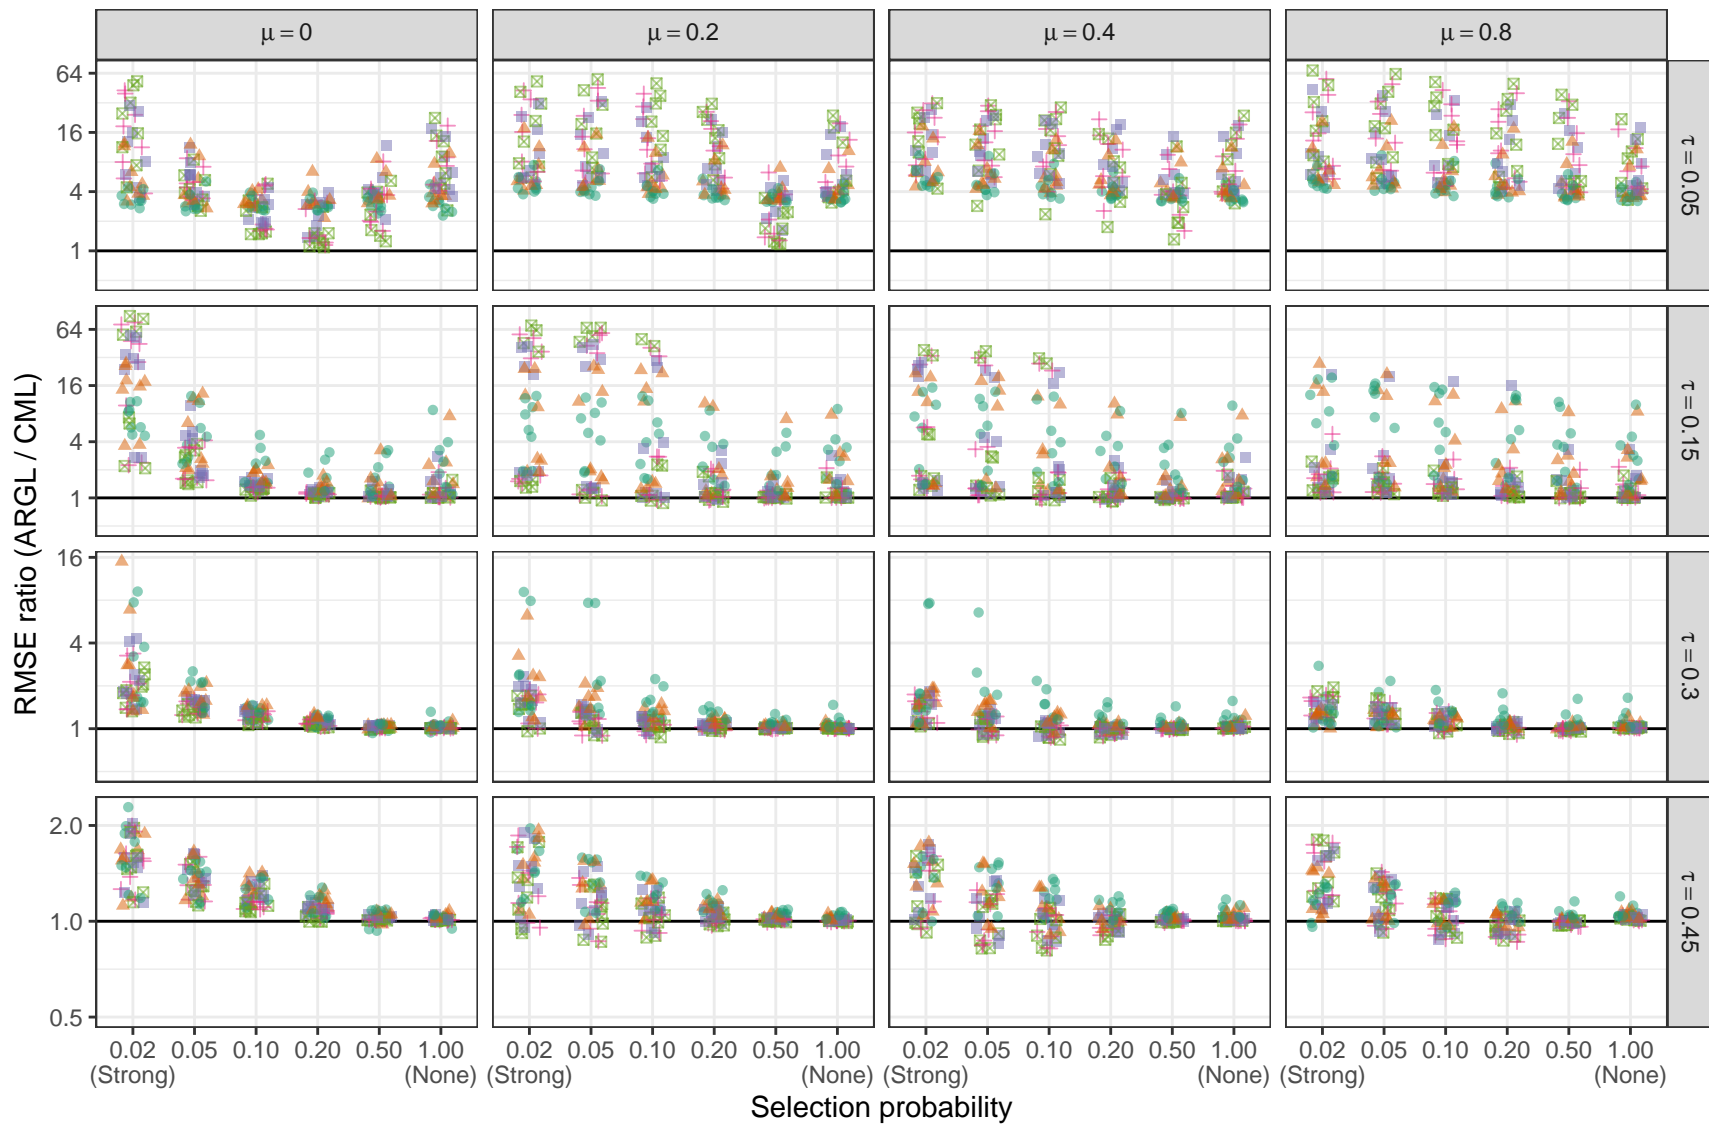 μ = 0 μ = 0.2 μ = 0.4 μ = 0.8
RMSE ratio (ARGL / CML)
64
16
4
1
τ = 0.05
64
16
4
1
τ = 0.15
16
4
1
τ = 0.3
2.0
1.0
0.5
τ = 0.45
0.02 0.05 0.10 0.20 0.50 1.00 0.02 0.05 0.10 0.20 0.50 1.00 0.02 0.05 0.10 0.20 0.50 1.00 0.02 0.05 0.10 0.20 0.50 1.00
(Strong) (None) (Strong) (None) (Strong) (None) (Strong) (None)
Selection probability